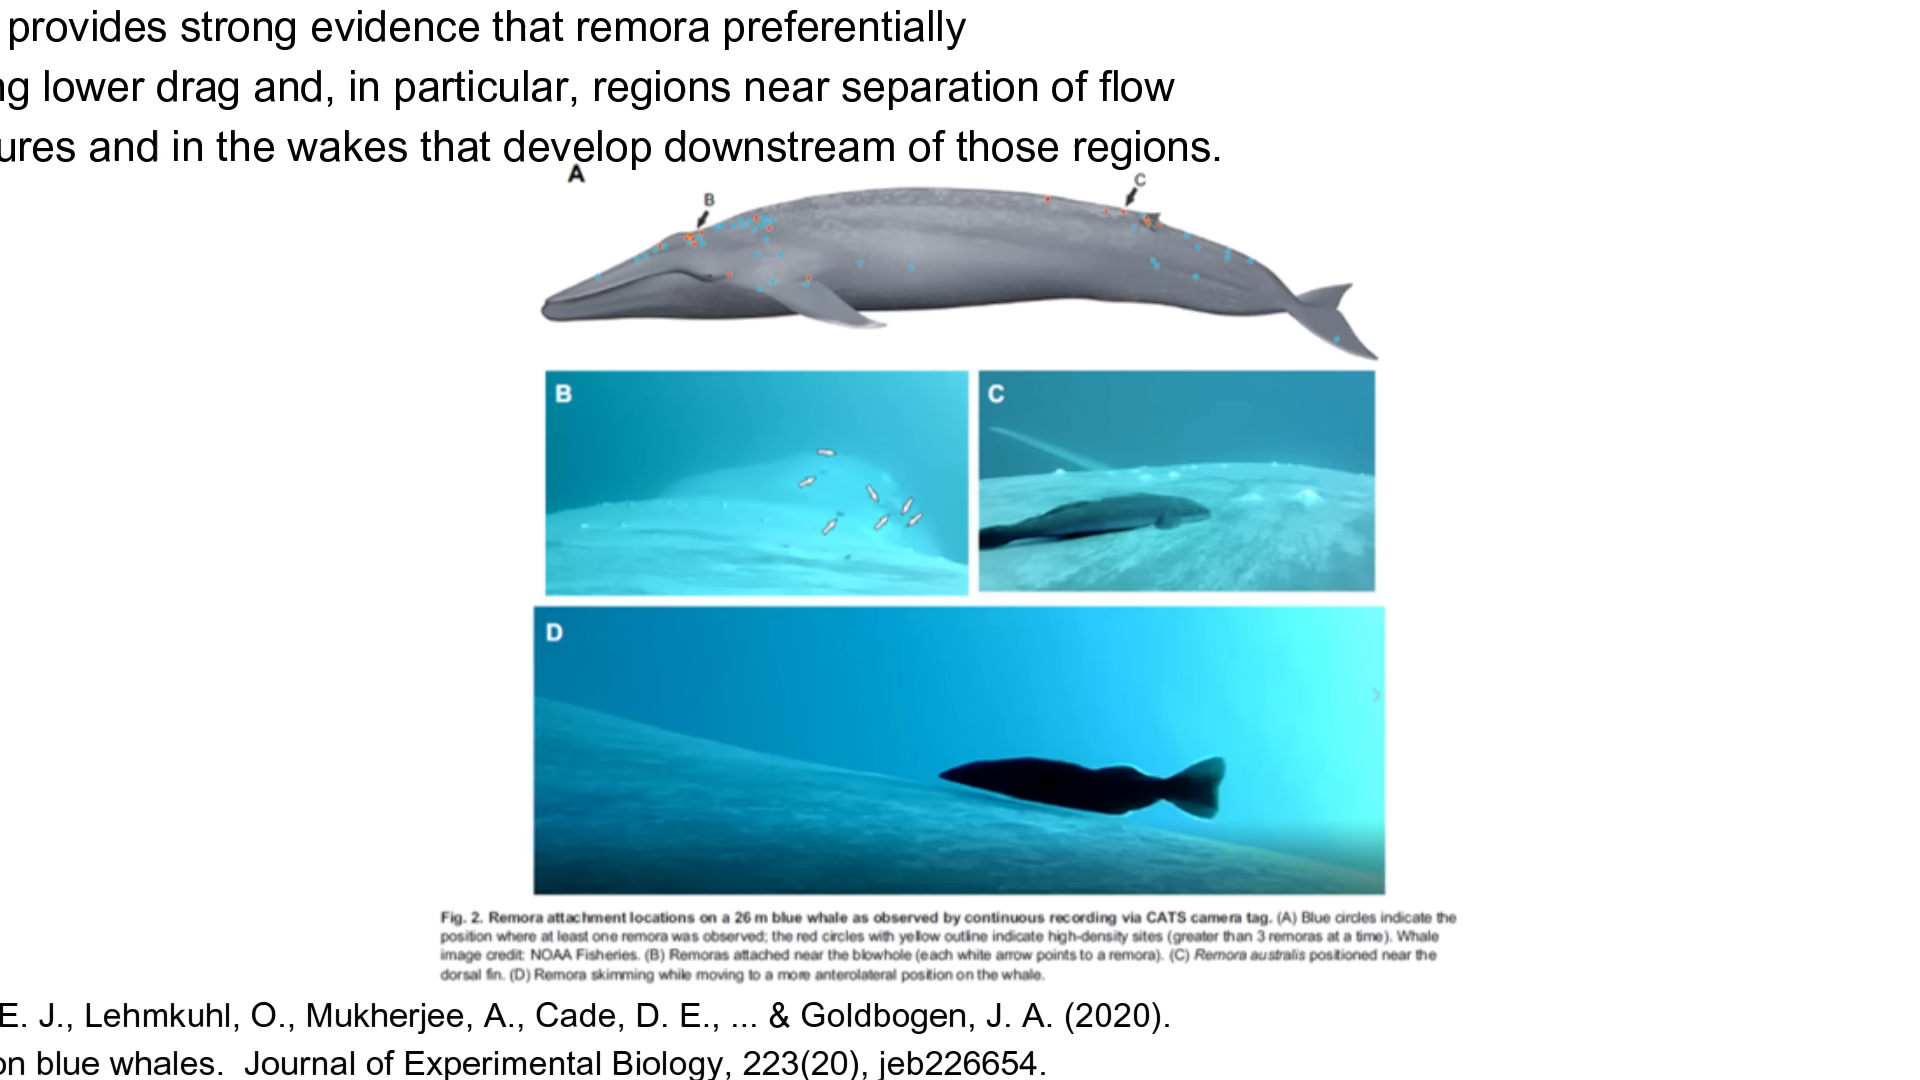 provides strong evidence that remora preferentially
ng lower drag and, in particular, regions near separation of flow
ures and in the wakes that develop downstream of those regions.
A
B
C
B
C
D
Fig. 2. Remora attachment locations on a 26 m blue whale as observed by continuous recording via CATS camera tag. (A) Blue circles indicate the
position where at least one remora was observed; the red circles with yellow outline indicate high-density sites (greater than 3 remoras at a time). Whale
image credit: NOAA Fisheries. (B) Remoras attached near the blowhole (each white arrow points to a remora). (C) Remora australis positioned near the
dorsal fin. (D) Remora skimming while moving to a more anterolateral position on the whale.
E. J., Lehmkuhl, O., Mukherjee, A., Cade, D. E., ... & Goldbogen, J. A. (2020).
on blue whales. Journal of Experimental Biology, 223(20), jeb226654.